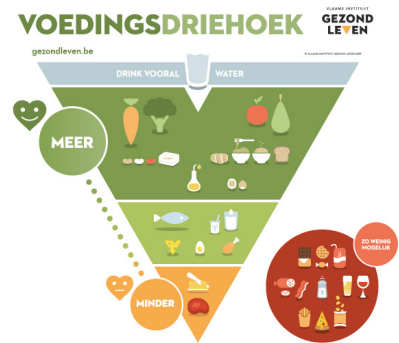 VOEDINGSDRIEHOEK
VLAAMS INSTITUUT
GEZOND
LEVEN
gezondleven.be
DRINK VOORAL WATER
MEER
ZO WEINIG
MOGELIJK
MINDER